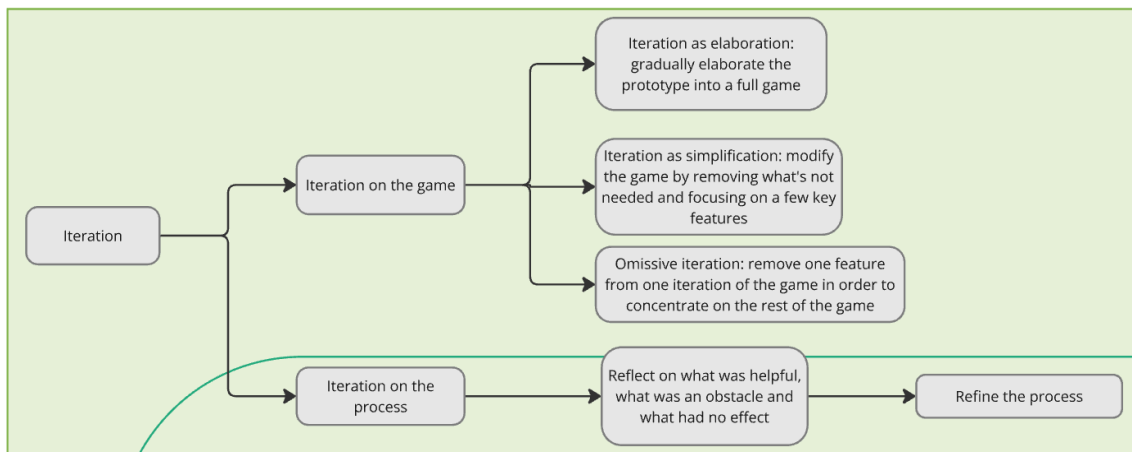 Iteration as elaboration:
gradually elaborate the
prototype into a full game
Iteration on the game
Iteration as simplification: modify
the game by removing what's not
needed and focusing on a few key
features
Iteration
Omissive iteration: remove one feature
from one iteration of the game in order to
concentrate on the rest of the game
Iteration on the
process
Reflect on what was helpful,
what was an obstacle and
what had no effect
Refine the process